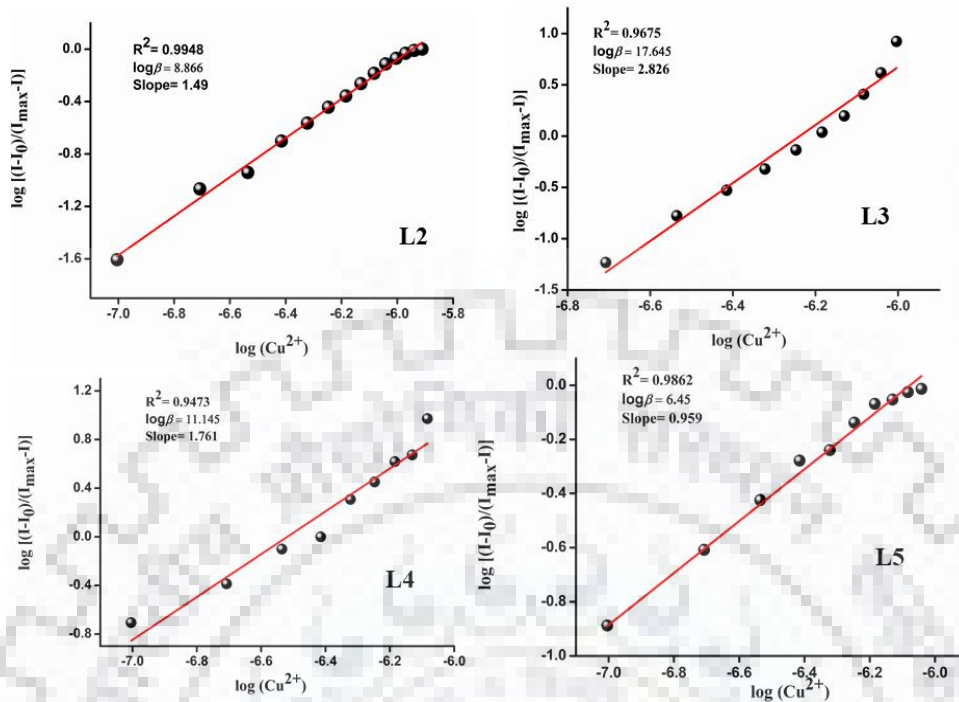 R² = 0.9948
logβ = 8.866
Slope= 1.49
L2
log [(I-I₀)/(Iₘₐₓ-I)]
0.0
-0.4
-0.8
-1.2
-1.6
-7.0 -6.8 -6.6 -6.4 -6.2 -6.0 -5.8
log (Cu²⁺)
R² = 0.9675
logβ = 17.645
Slope= 2.826
L3
log [(I-I₀)/(Iₘₐₓ-I)]
1.0
0.5
0.0
-0.5
-1.0
-1.5
-6.8 -6.6 -6.4 -6.2 -6.0
log (Cu²⁺)
R² = 0.9473
logβ = 11.145
Slope= 1.761
L4
log [(I-I₀)/(Iₘₐₓ-I)]
1.2
0.8
0.4
0.0
-0.4
-0.8
-7.0 -6.8 -6.6 -6.4 -6.2 -6.0
log (Cu²⁺)
R² = 0.9862
logβ = 6.45
Slope= 0.959
L5
log [(I-I₀)/(Iₘₐₓ-I)]
0.0
-0.2
-0.4
-0.6
-0.8
-1.0
-7.0 -6.8 -6.6 -6.4 -6.2 -6.0
log (Cu²⁺)